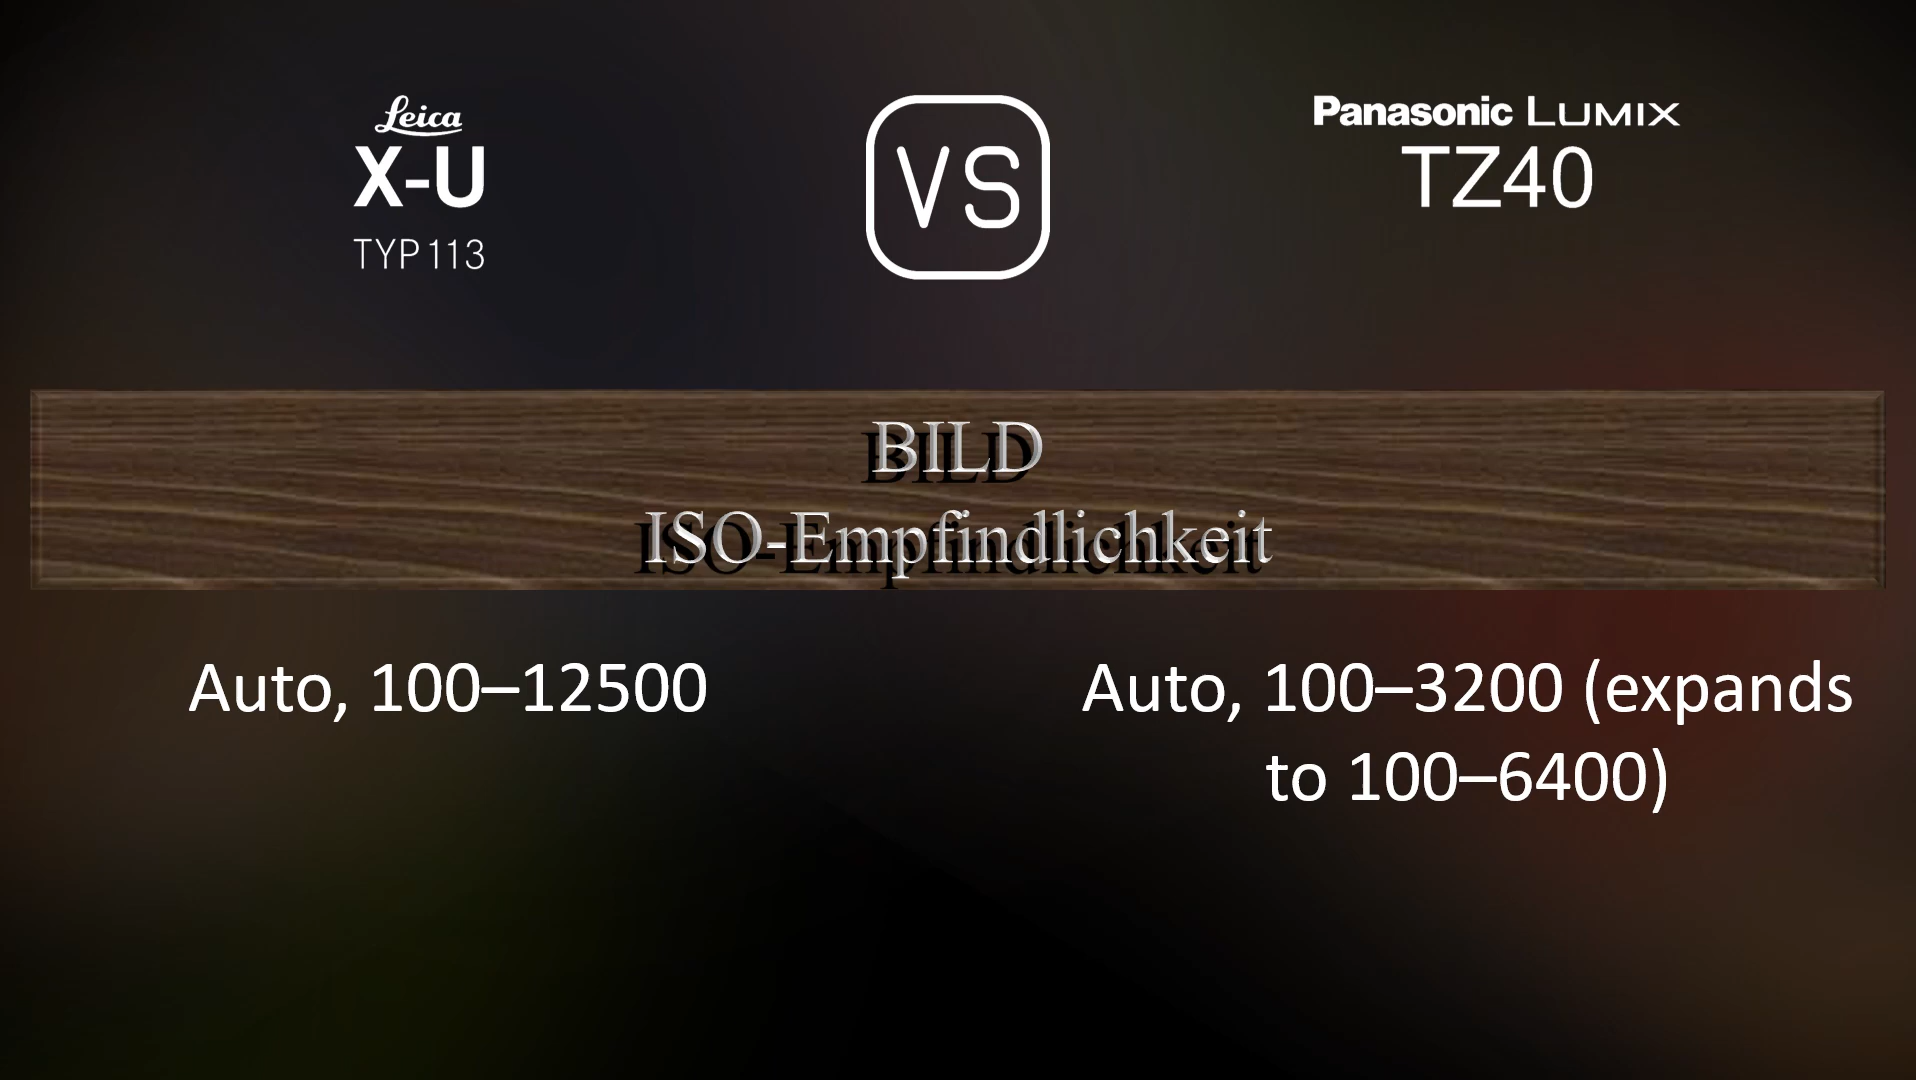 Leica
X-U
TYP 113
VS
Panasonic LUMIX
TZ40
BILD
ISO-Empfindlichkeit
Auto, 100–12500
Auto, 100–3200 (expands
to 100–6400)